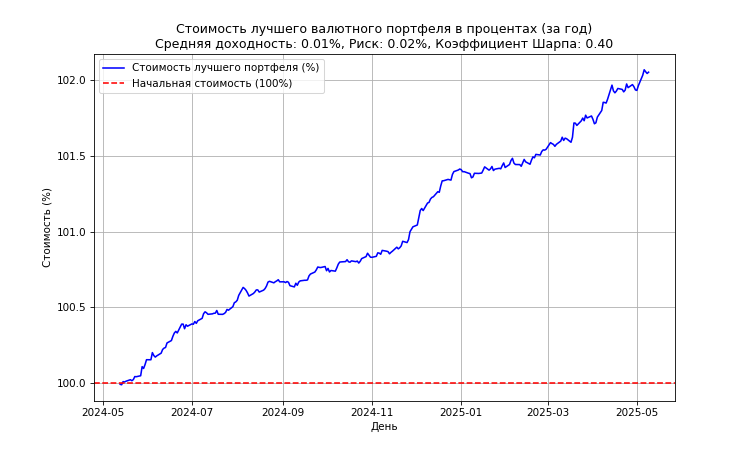 Стоимость лучшего валютного портфеля в процентах (за год)
Средняя доходность: 0.01%, Риск: 0.02%, Коэффициент Шарпа: 0.40
Стоимость лучшего портфеля (%)
Начальная стоимость (100%)
Стоимость (%)
102.0
101.5
101.0
100.5
100.0
2024-05
2024-07
2024-09
2024-11
2025-01
2025-03
2025-05
День